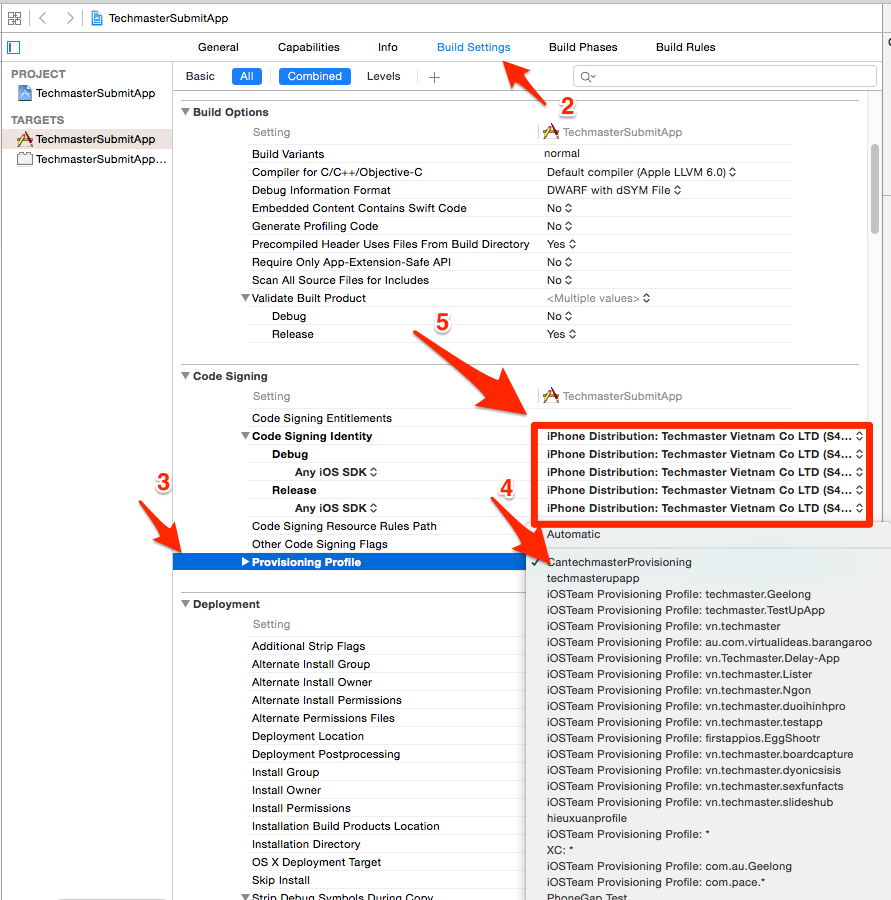 TechmasterSubmitApp
General Capabilities Info Build Settings Build Phases Build Rules
PROJECT
TechmasterSubmitApp
TARGETS
TechmasterSubmitApp
TechmasterSubmitApp...
Basic All Combined Levels
2
Build Options
Setting TechmasterSubmitApp
Build Variants normal
Compiler for C/C++/Objective-C Default compiler (Apple LLVM 6.0)
Debug Information Format DWARF with dSYM File
Embedded Content Contains Swift Code No
Generate Profiling Code No
Precompiled Header Uses Files From Build Directory Yes
Require Only App-Extension-Safe API No
Scan All Source Files for Includes No
Validate Built Product <Multiple values>
Debug No
Release Yes
5
Code Signing
Setting TechmasterSubmitApp
Code Signing Entitlements
Code Signing Identity iPhone Distribution: Techmaster Vietnam Co LTD (S4...
Debug iPhone Distribution: Techmaster Vietnam Co LTD (S4...
Any iOS SDK iPhone Distribution: Techmaster Vietnam Co LTD (S4...
Release iPhone Distribution: Techmaster Vietnam Co LTD (S4...
Any iOS SDK iPhone Distribution: Techmaster Vietnam Co LTD (S4...
3
4
Code Signing Resource Rules Path
Other Code Signing Flags
Provisioning Profile
Automatic
CantechmasterProvisioning
techmasterupapp
iOSTeam Provisioning Profile: techmaster.Geelong
iOSTeam Provisioning Profile: techmaster.TestUpApp
iOSTeam Provisioning Profile: vn.techmaster
iOSTeam Provisioning Profile: au.com.virtualideas.barangaroo
iOSTeam Provisioning Profile: vn.Techmaster.Delay-App
iOSTeam Provisioning Profile: vn.techmaster.Lister
iOSTeam Provisioning Profile: vn.techmaster.Ngon
iOSTeam Provisioning Profile: vn.techmaster.duoihinhpro
iOSTeam Provisioning Profile: vn.techmaster.testapp
iOSTeam Provisioning Profile: firstappios.EggShootr
iOSTeam Provisioning Profile: vn.techmaster.boardcapture
iOSTeam Provisioning Profile: vn.techmaster.dyonicsisis
iOSTeam Provisioning Profile: vn.techmaster.sexfunfacts
iOSTeam Provisioning Profile: vn.techmaster.slideshub
hieuxuanprofile
iOSTeam Provisioning Profile: *
XC: *
iOSTeam Provisioning Profile: com.au.Geelong
iOSTeam Provisioning Profile: com.pace.*
PhoneGap Test
Deployment
Setting
Additional Strip Flags
Alternate Install Group
Alternate Install Owner
Alternate Install Permissions
Alternate Permissions Files
Deployment Location
Deployment Postprocessing
Install Group
Install Owner
Install Permissions
Installation Build Products Location
Installation Directory
OS X Deployment Target
Skip Install
Strip Debug Symbols During Copy